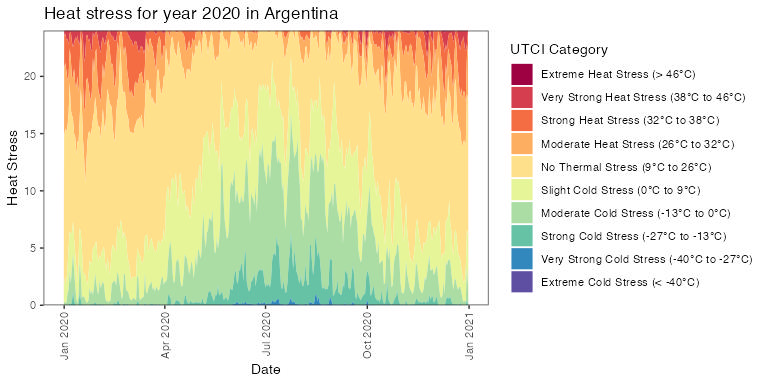 Heat stress for year 2020 in Argentina
Heat Stress
20
15
10
5
0
Jan 2020
Apr 2020
Jul 2020
Oct 2020
Jan 2021
Date
UTCI Category
Extreme Heat Stress (> 46°C)
Very Strong Heat Stress (38°C to 46°C)
Strong Heat Stress (32°C to 38°C)
Moderate Heat Stress (26°C to 32°C)
No Thermal Stress (9°C to 26°C)
Slight Cold Stress (0°C to 9°C)
Moderate Cold Stress (-13°C to 0°C)
Strong Cold Stress (-27°C to -13°C)
Very Strong Cold Stress (-40°C to -27°C)
Extreme Cold Stress (< -40°C)